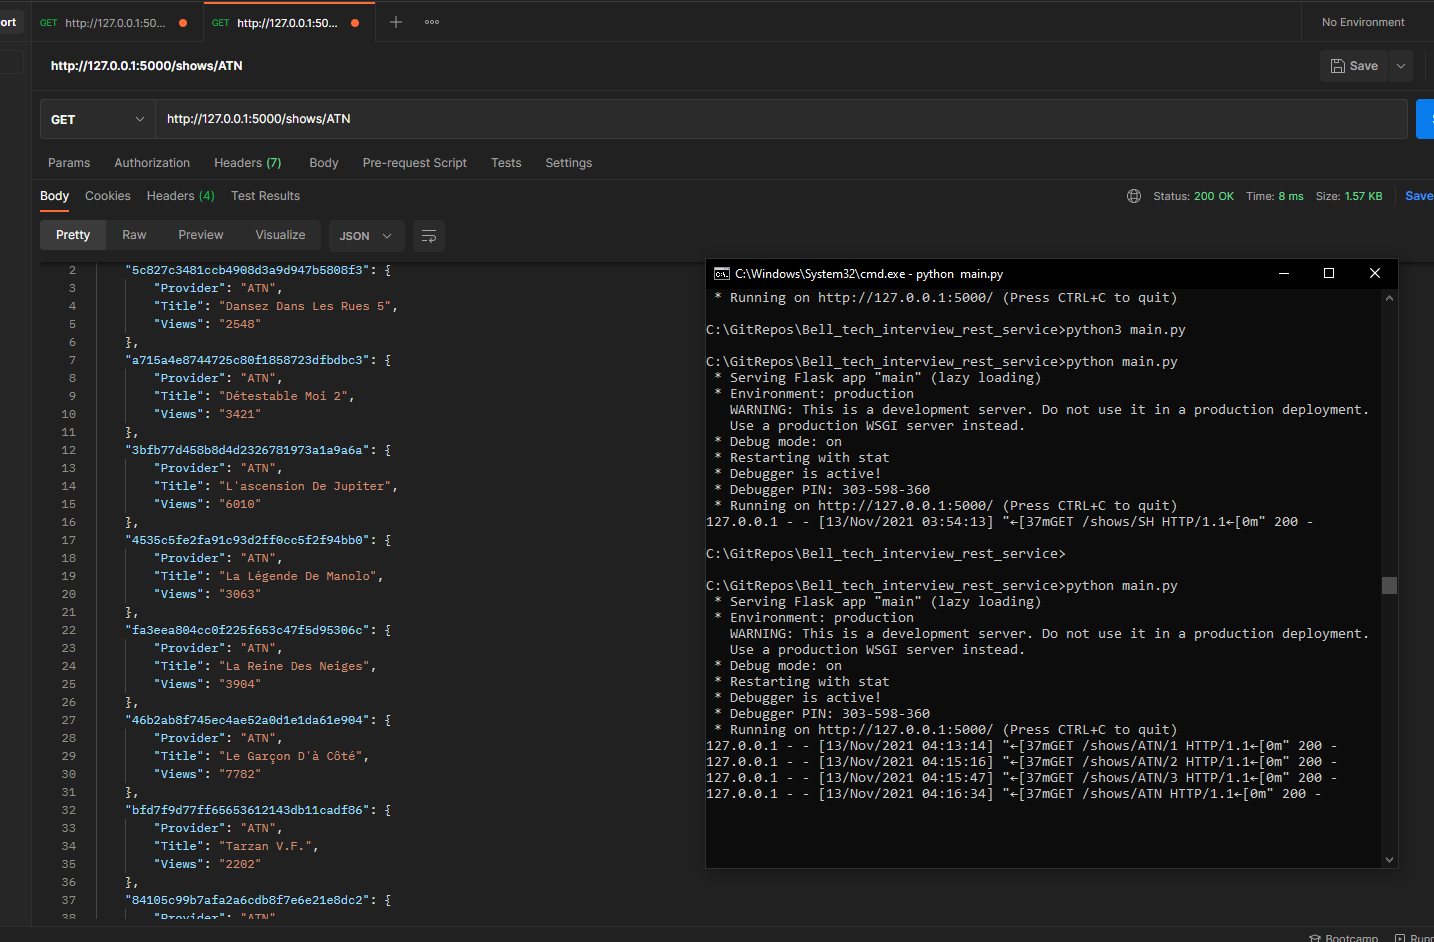 ort
GET http://127.0.0.1:50...
GET http://127.0.0.1:50...
No Environment
http://127.0.0.1:5000/shows/ATN
Save
GET
http://127.0.0.1:5000/shows/ATN
Params Authorization Headers (7) Body Pre-request Script Tests Settings
Body Cookies Headers (4) Test Results
Status: 200 OK Time: 8 ms Size: 1.57 KB Save
Pretty Raw Preview Visualize JSON
2 "5c827c3481ccb4908d3a9d947b5808f3": {
3 "Provider": "ATN",
4 "Title": "Dansez Dans Les Rues 5",
5 "Views": "2548"
6 },
7 "a715a4e8744725c80f1858723dfbdbc3": {
8 "Provider": "ATN",
9 "Title": "Détestable Moi 2",
10 "Views": "3421"
11 },
12 "3bfb77d458b8d4d2326781973a1a9a6a": {
13 "Provider": "ATN",
14 "Title": "L'ascension De Jupiter",
15 "Views": "6010"
16 },
17 "4535c5fe2fa91c93d2ff0cc5f2f94bb0": {
18 "Provider": "ATN",
19 "Title": "La Légende De Manolo",
20 "Views": "3063"
21 },
22 "fa3eea804cc0f225f653c47f5d95306c": {
23 "Provider": "ATN",
24 "Title": "La Reine Des Neiges",
25 "Views": "3904"
26 },
27 "46b2ab8f745ec4ae52a0d1e1da61e904": {
28 "Provider": "ATN",
29 "Title": "Le Garçon D'à Côté",
30 "Views": "7782"
31 },
32 "bfd7f9d77ff65653612143db11cadf86": {
33 "Provider": "ATN",
34 "Title": "Tarzan V.F.",
35 "Views": "2202"
36 },
37 "84105c99b7afa2a6cdb8f7e6e21e8dc2": {
38 "Provider": "ATN"
C:\Windows\System32\cmd.exe - python main.py
* Running on http://127.0.0.1:5000/ (Press CTRL+C to quit)
C:\GitRepos\Bell_tech_interview_rest_service>python3 main.py
C:\GitRepos\Bell_tech_interview_rest_service>python main.py
* Serving Flask app "main" (lazy loading)
* Environment: production
WARNING: This is a development server. Do not use it in a production deployment.
Use a production WSGI server instead.
* Debug mode: on
* Restarting with stat
* Debugger is active!
* Debugger PIN: 303-598-360
* Running on http://127.0.0.1:5000/ (Press CTRL+C to quit)
127.0.0.1 - - [13/Nov/2021 03:54:13] "←[37mGET /shows/SH HTTP/1.1←[0m" 200 -
C:\GitRepos\Bell_tech_interview_rest_service>
C:\GitRepos\Bell_tech_interview_rest_service>python main.py
* Serving Flask app "main" (lazy loading)
* Environment: production
WARNING: This is a development server. Do not use it in a production deployment.
Use a production WSGI server instead.
* Debug mode: on
* Restarting with stat
* Debugger is active!
* Debugger PIN: 303-598-360
* Running on http://127.0.0.1:5000/ (Press CTRL+C to quit)
127.0.0.1 - - [13/Nov/2021 04:13:14] "←[37mGET /shows/ATN/1 HTTP/1.1←[0m" 200 -
127.0.0.1 - - [13/Nov/2021 04:15:16] "←[37mGET /shows/ATN/2 HTTP/1.1←[0m" 200 -
127.0.0.1 - - [13/Nov/2021 04:15:47] "←[37mGET /shows/ATN/3 HTTP/1.1←[0m" 200 -
127.0.0.1 - - [13/Nov/2021 04:16:34] "←[37mGET /shows/ATN HTTP/1.1←[0m" 200 -
Bootcamp